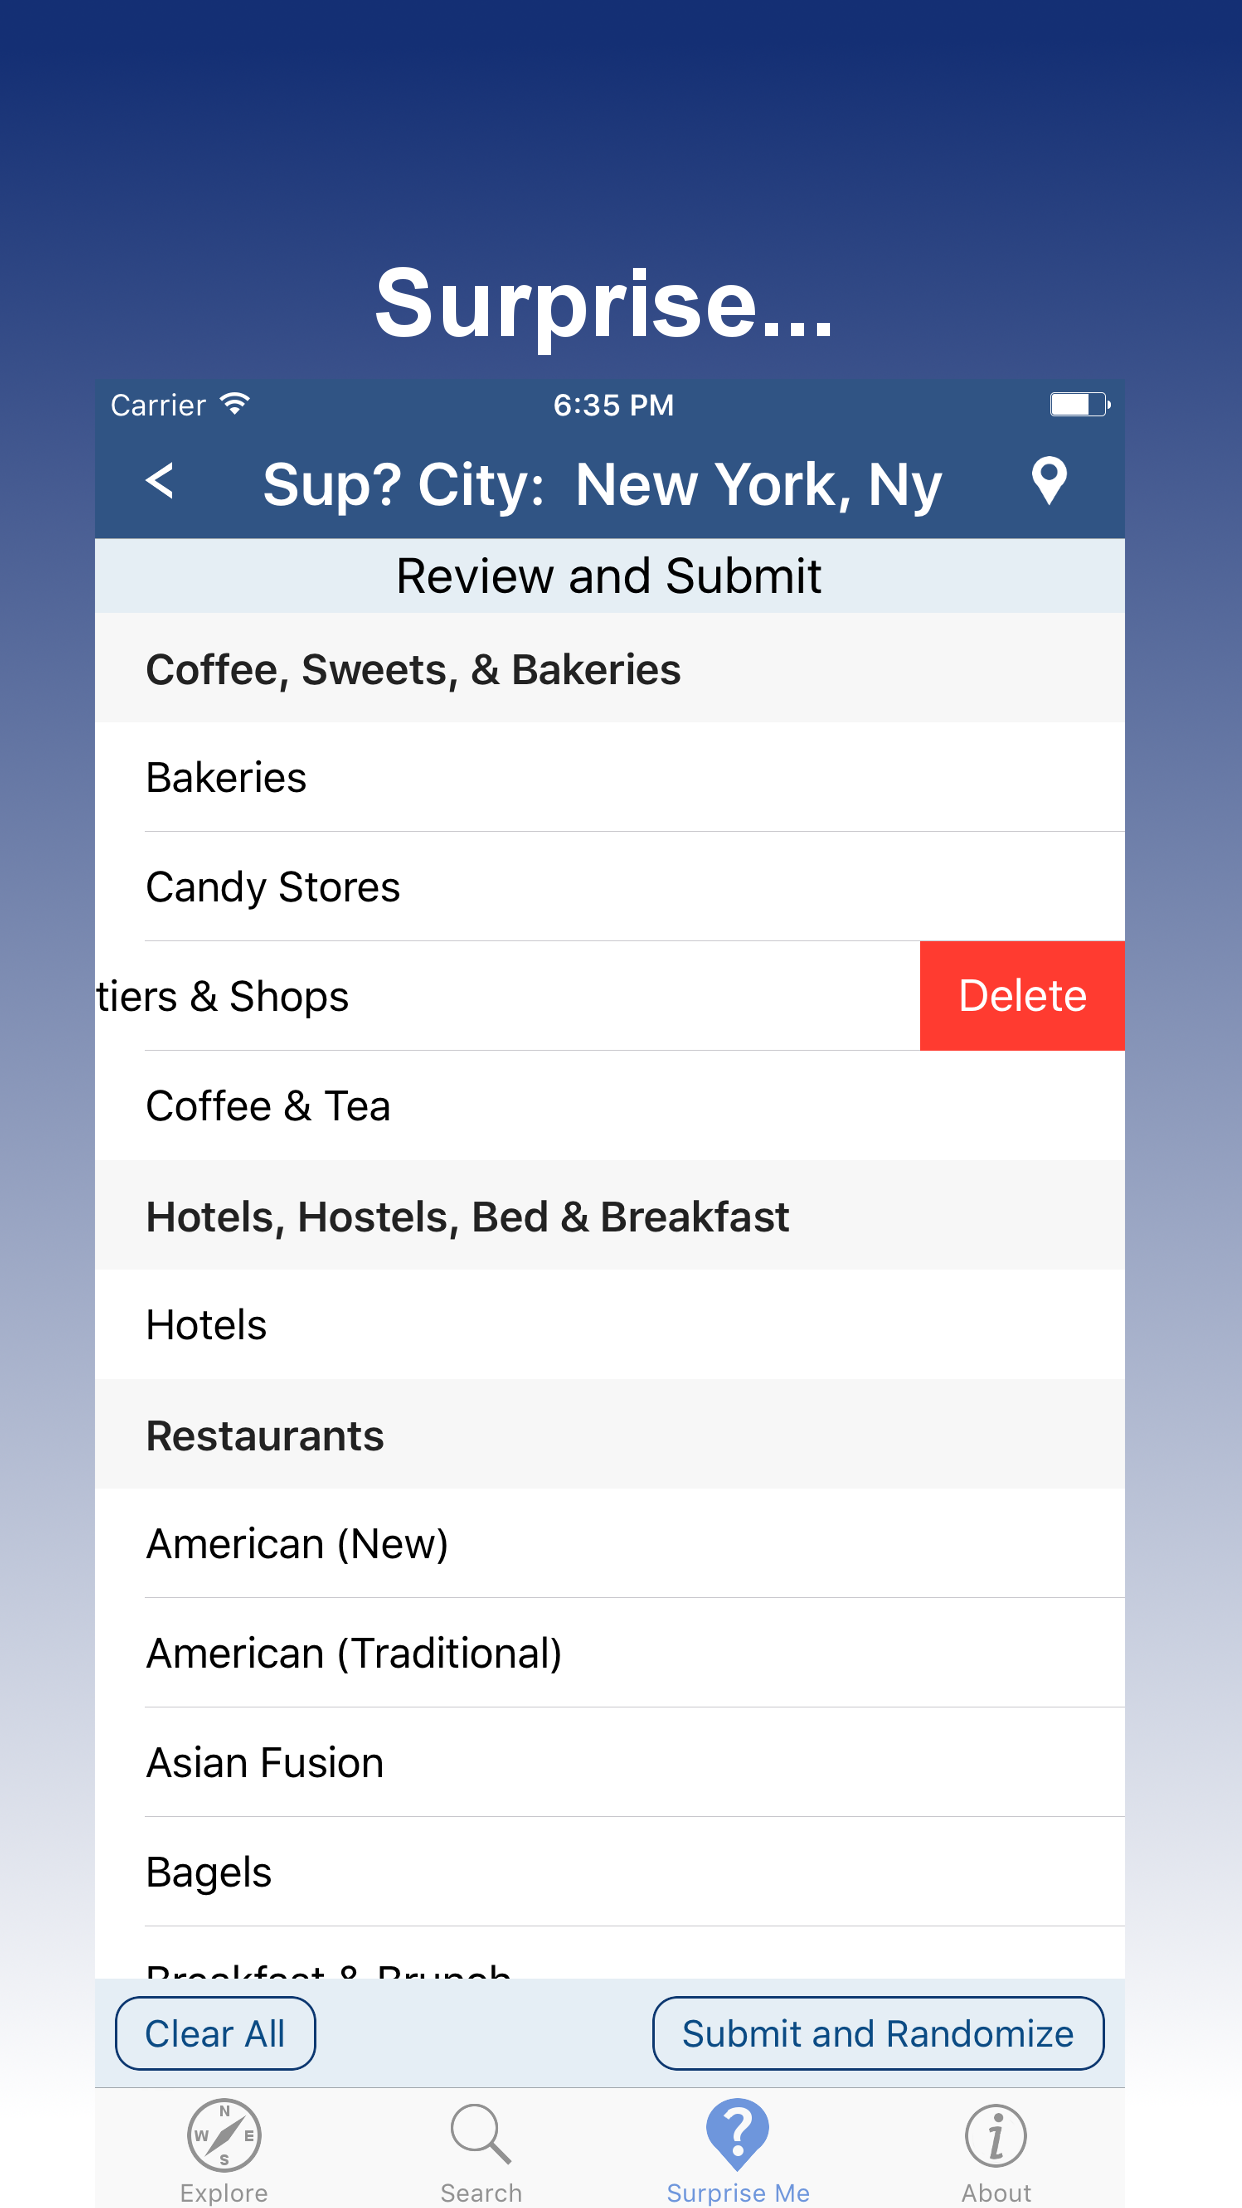 Surprise...
Carrier 6:35 PM
< Sup? City: New York, Ny
Review and Submit
Coffee, Sweets, & Bakeries
Bakeries
Candy Stores
tiers & Shops Delete
Coffee & Tea
Hotels, Hostels, Bed & Breakfast
Hotels
Restaurants
American (New)
American (Traditional)
Asian Fusion
Bagels
Breakfast & Brunch
Clear All Submit and Randomize
N
W E
S
? i
Explore Search Surprise Me About